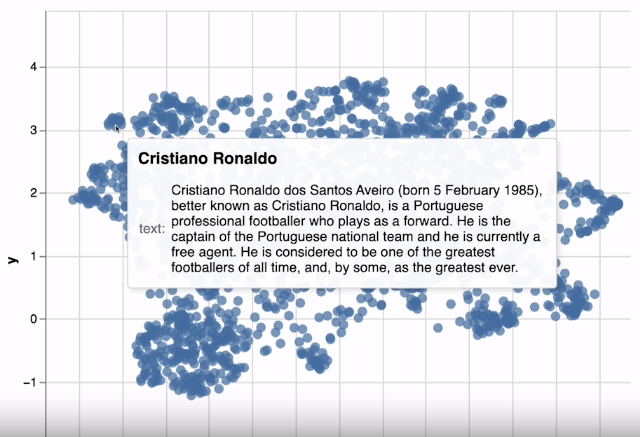 4
3
2
1
0
−1
y
Cristiano Ronaldo
text:
Cristiano Ronaldo dos Santos Aveiro (born 5 February 1985),
better known as Cristiano Ronaldo, is a Portuguese
professional footballer who plays as a forward. He is the
captain of the Portuguese national team and he is currently a
free agent. He is considered to be one of the greatest
footballers of all time, and, by some, as the greatest ever.